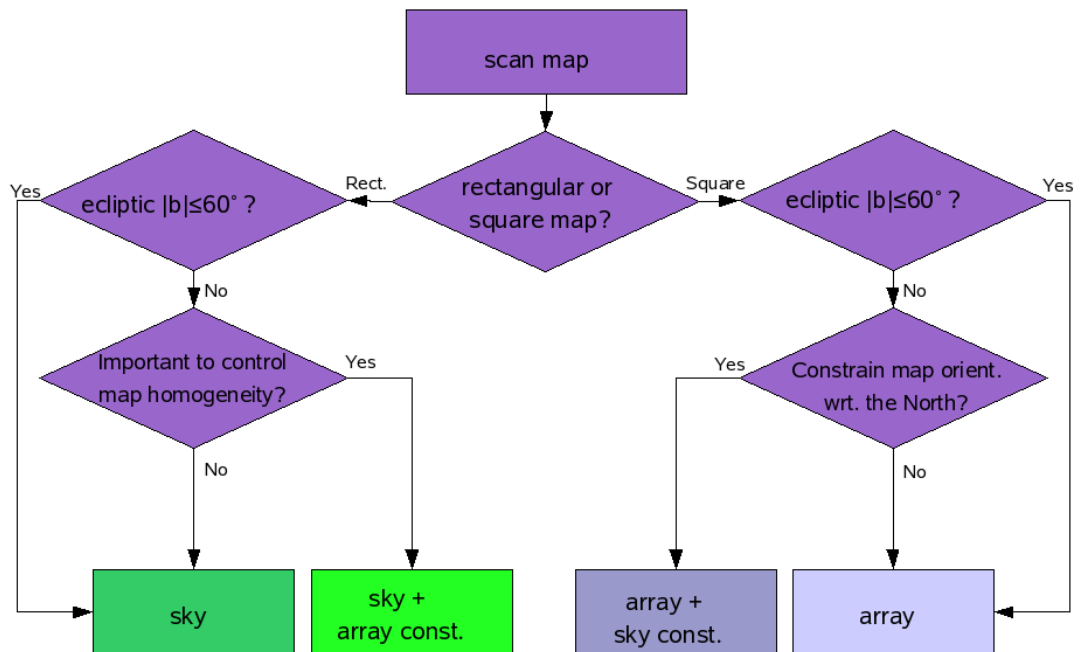 scan map
Yes
ecliptic |b|≤60° ?
Rect.
rectangular or
square map?
Square
ecliptic |b|≤60° ?
Yes
No
No
Important to control
map homogeneity?
Yes
Yes
Constrain map orient.
wrt. the North?
No
No
sky
sky +
array const.
array +
sky const.
array